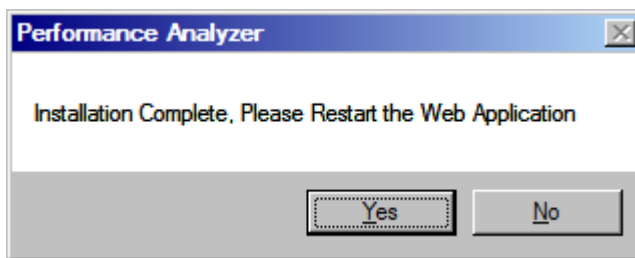 Performance Analyzer
Installation Complete, Please Restart the Web Application
Yes
No